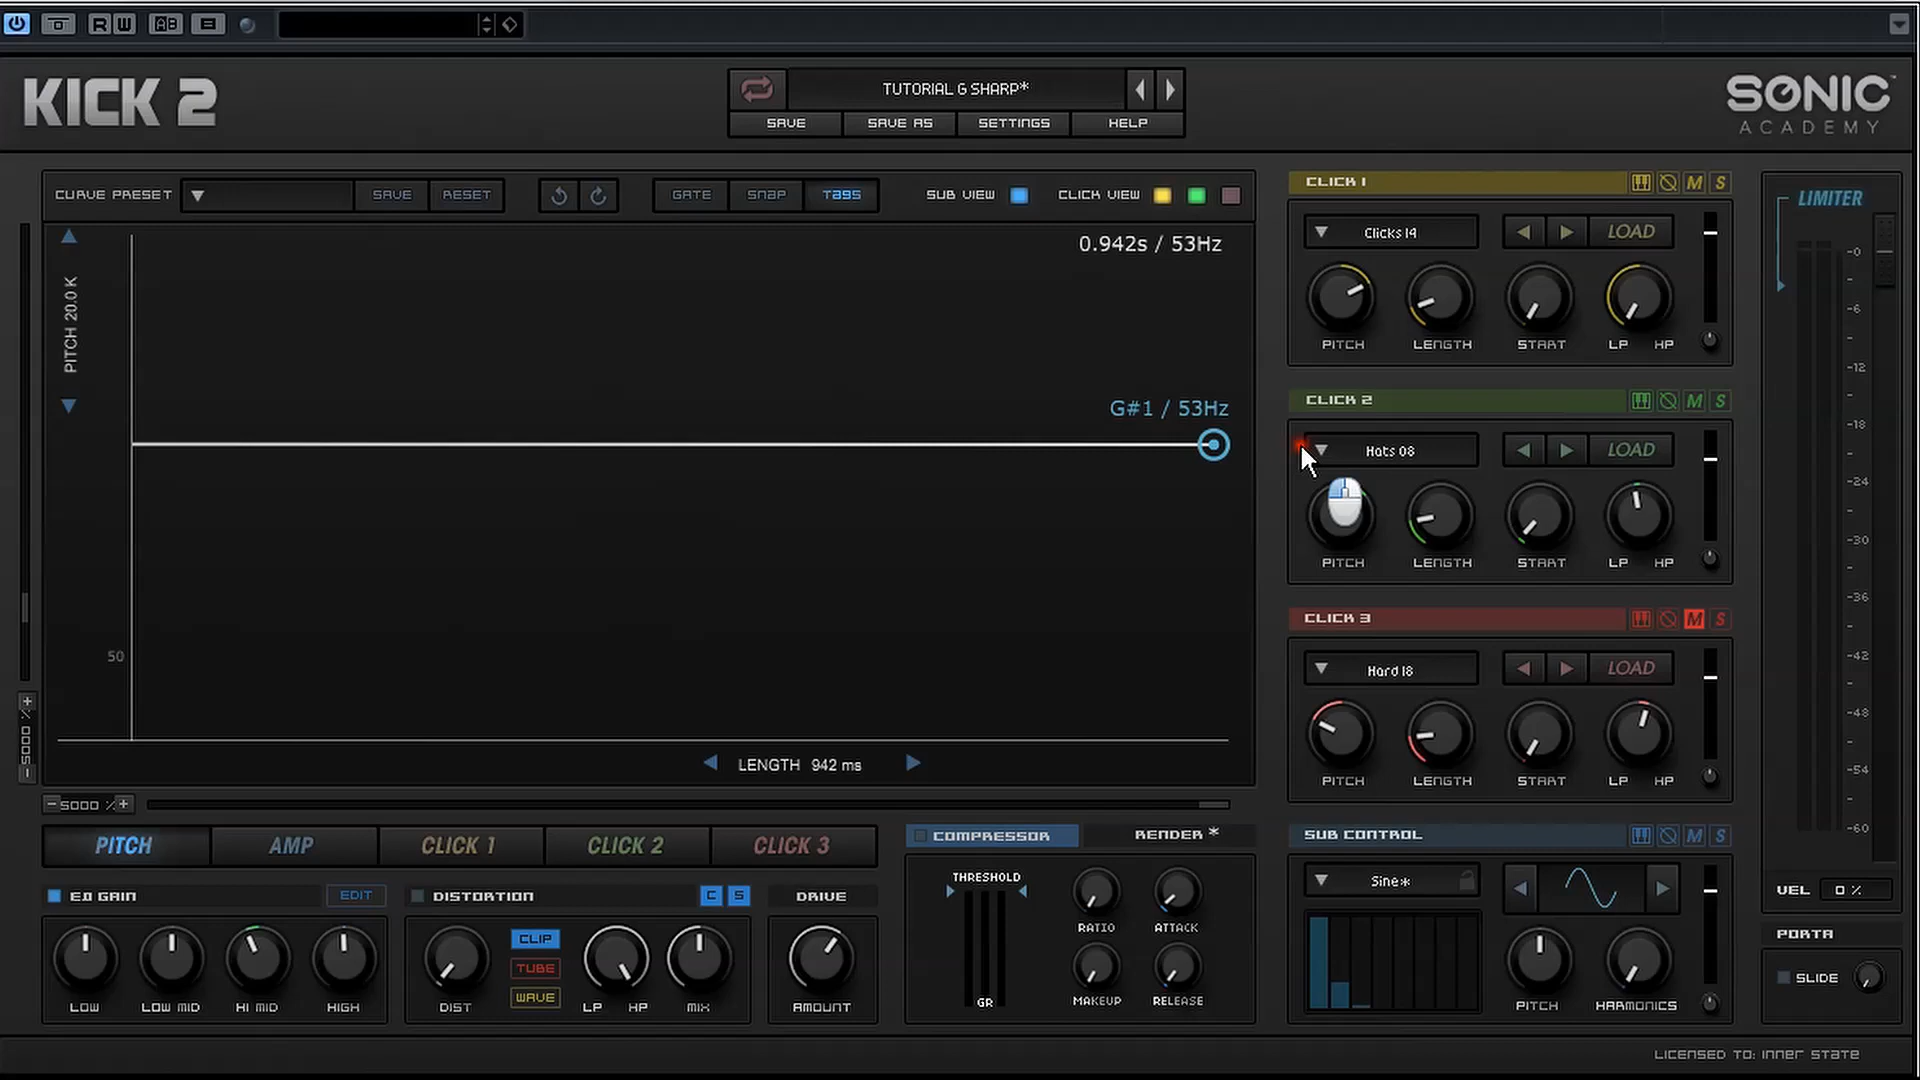 R W AB
KICK 2
TUTORIAL G SHARP*
SAVE SAVE AS SETTINGS HELP
SONIC
ACADEMY
CURVE PRESET SAVE RESET GATE SNAP TAGS SUB VIEW CLICK VIEW
PITCH 20.0 K
0.942s / 53Hz
G#1 / 53Hz
50
LENGTH 942 ms
5000 %
5000 %
CLICK 1 M S
Clicks 14 LOAD
PITCH LENGTH START LP HP
CLICK 2 M S
Hats 08 LOAD
PITCH LENGTH START LP HP
CLICK 3 M S
Hard 18 LOAD
PITCH LENGTH START LP HP
LIMITER
-0
-6
-12
-18
-24
-30
-36
-42
-48
-54
-60
VEL 0 %
PORTA
SLIDE
PITCH AMP CLICK 1 CLICK 2 CLICK 3
EQ GAIN EDIT
LOW LOW MID HI MID HIGH
DISTORTION C S
CLIP
TUBE
WAVE
DIST LP HP MIX
DRIVE
AMOUNT
COMPRESSOR RENDER *
THRESHOLD
GR
RATIO ATTACK
MAKEUP RELEASE
SUB CONTROL M S
Sine*
PITCH HARMONICS
LICENSED TO: INNER STATE